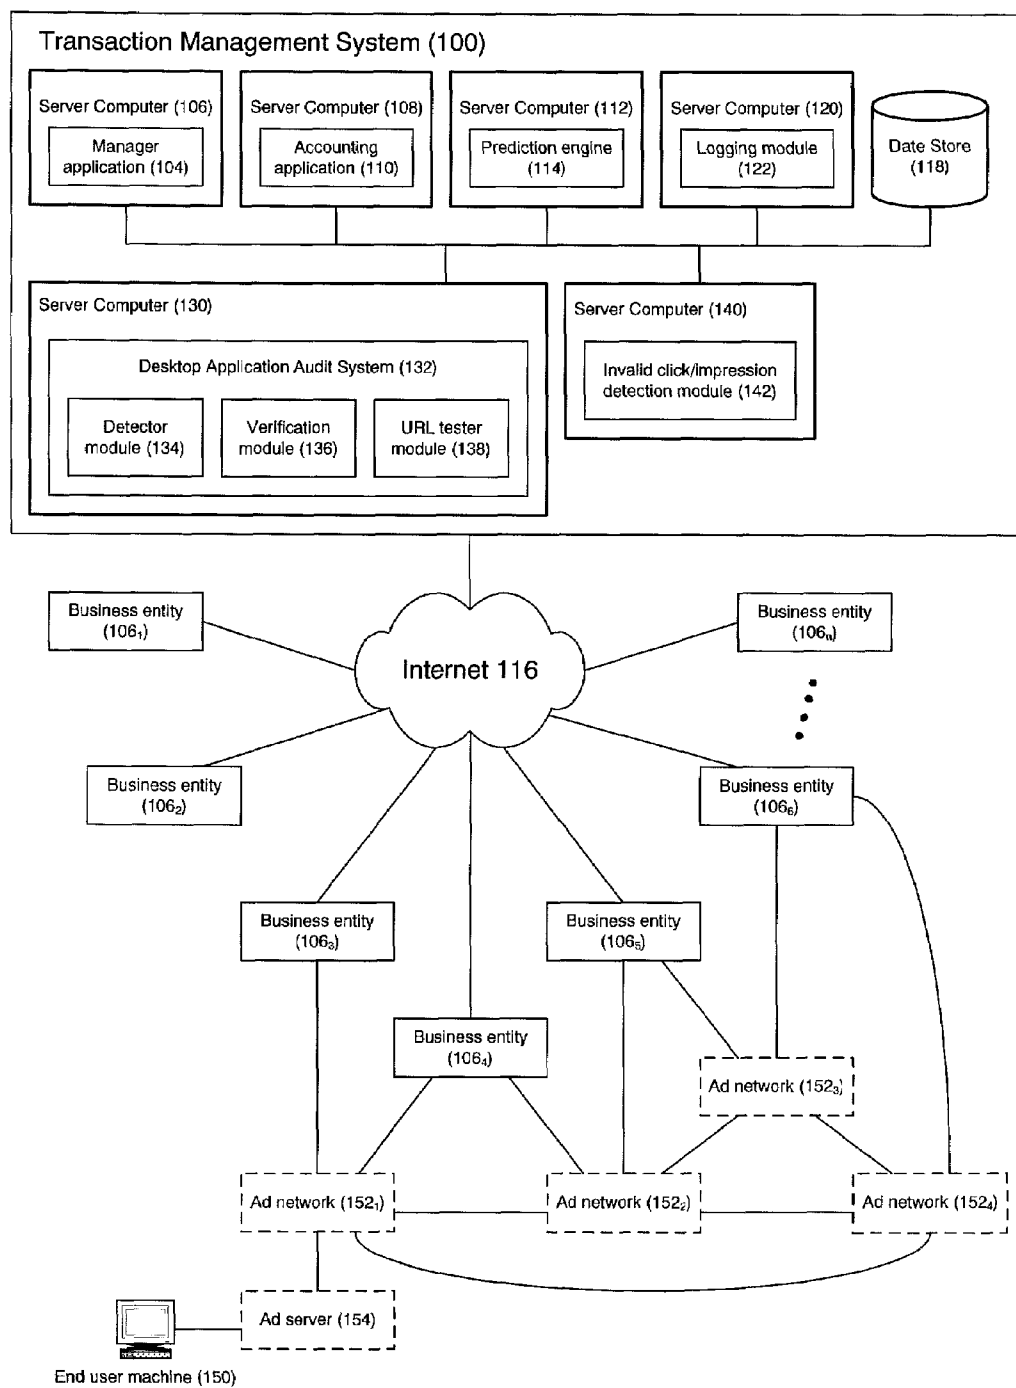 Transaction Management System (100)
Server Computer (106)
Manager
application (104)
Server Computer (108)
Accounting
application (110)
Server Computer (112)
Prediction engine
(114)
Server Computer (120)
Logging module
(122)
Date Store
(118)
Server Computer (130)
Desktop Application Audit System (132)
Detector
module (134)
Verification
module (136)
URL tester
module (138)
Server Computer (140)
Invalid click/impression
detection module (142)
Business entity
(106₁)
Internet 116
Business entity
(106ₙ)
Business entity
(106₂)
Business entity
(106₆)
Business entity
(106₃)
Business entity
(106₅)
Business entity
(106₄)
Ad network (152₃)
Ad network (152₁)
Ad network (152₂)
Ad network (152₄)
Ad server (154)
End user machine (150)